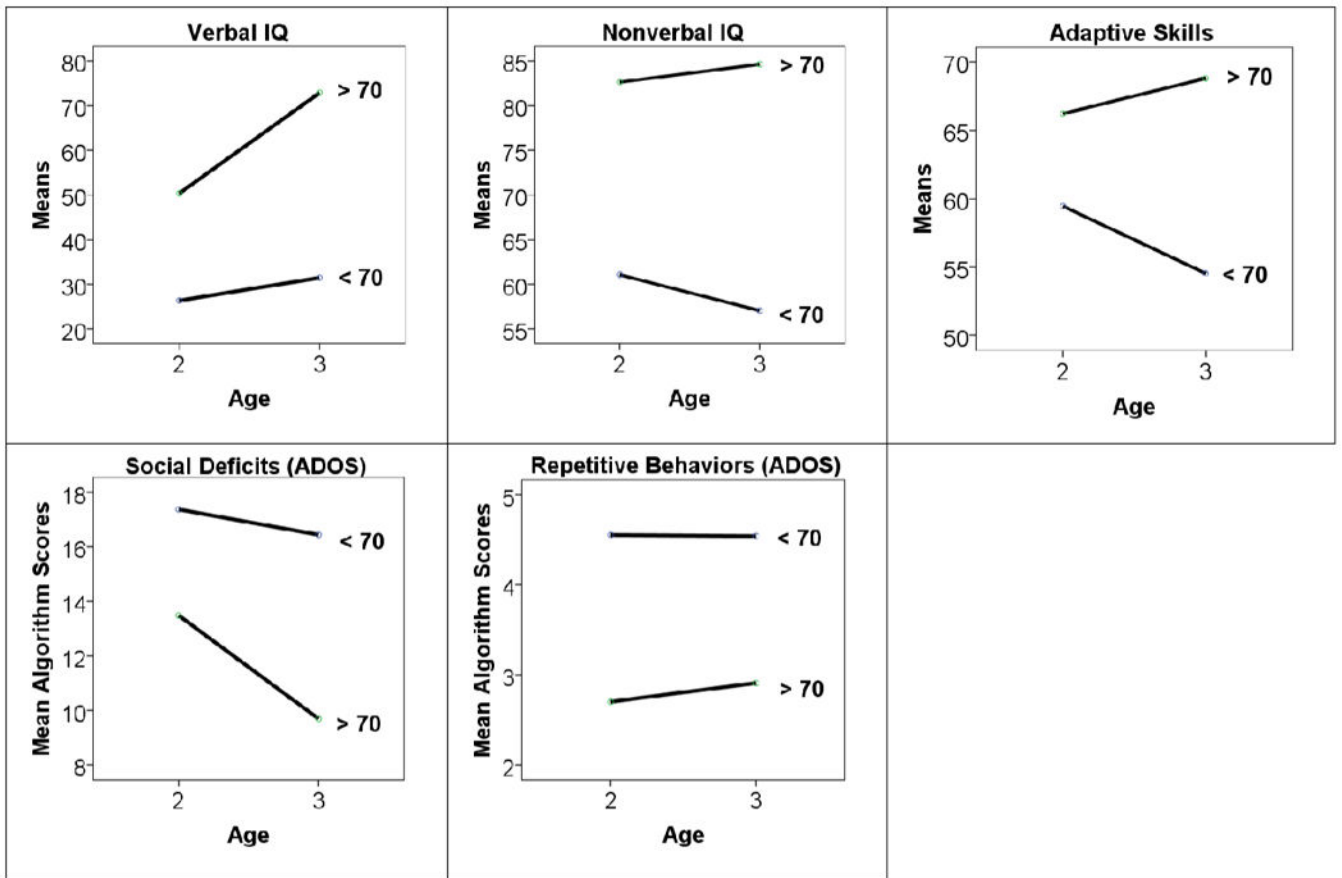 Verbal IQ
80
70
60
50
40
30
20
Means
> 70
< 70
2 3
Age
Nonverbal IQ
85
80
75
70
65
60
55
Means
> 70
< 70
2 3
Age
Adaptive Skills
70
65
60
55
50
Means
> 70
< 70
2 3
Age
Social Deficits (ADOS)
18
16
14
12
10
8
Mean Algorithm Scores
< 70
> 70
2 3
Age
Repetitive Behaviors (ADOS)
5
4
3
2
Mean Algorithm Scores
< 70
> 70
2 3
Age